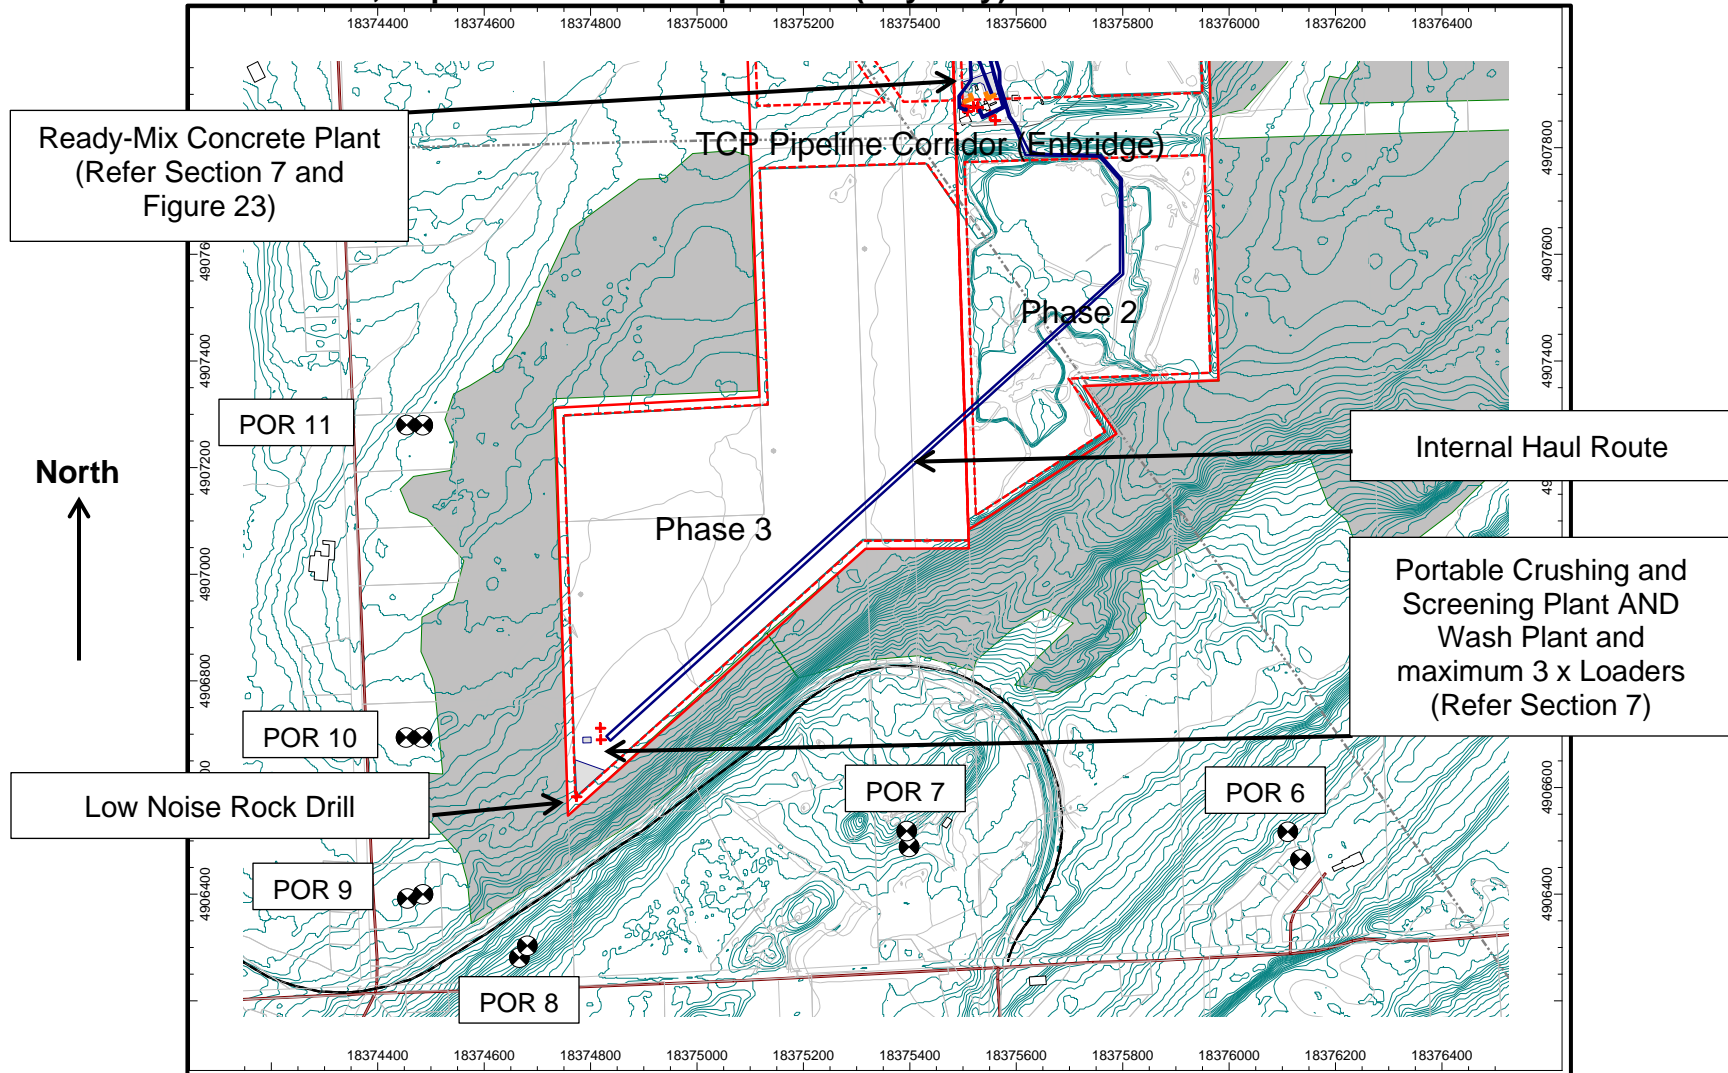 18374400 18374600 18374800 18375000 18375200 18375400 18375600 18375800 18376000 18376200 18376400
Ready-Mix Concrete Plant
(Refer Section 7 and
Figure 23)
TCP Pipeline Corridor (Enbridge)
4907800
4907800
4907600
Phase 2
4907400
4907400
POR 11
Internal Haul Route
North
4907200
Phase 3
4907000
Portable Crushing and
Screening Plant AND
Wash Plant and
maximum 3 x Loaders
(Refer Section 7)
4906800
POR 10
POR 7
POR 6
4906600
Low Noise Rock Drill
POR 9
4906400
4906400
POR 8
18374400 18374600 18374800 18375000 18375200 18375400 18375600 18375800 18376000 18376200 18376400